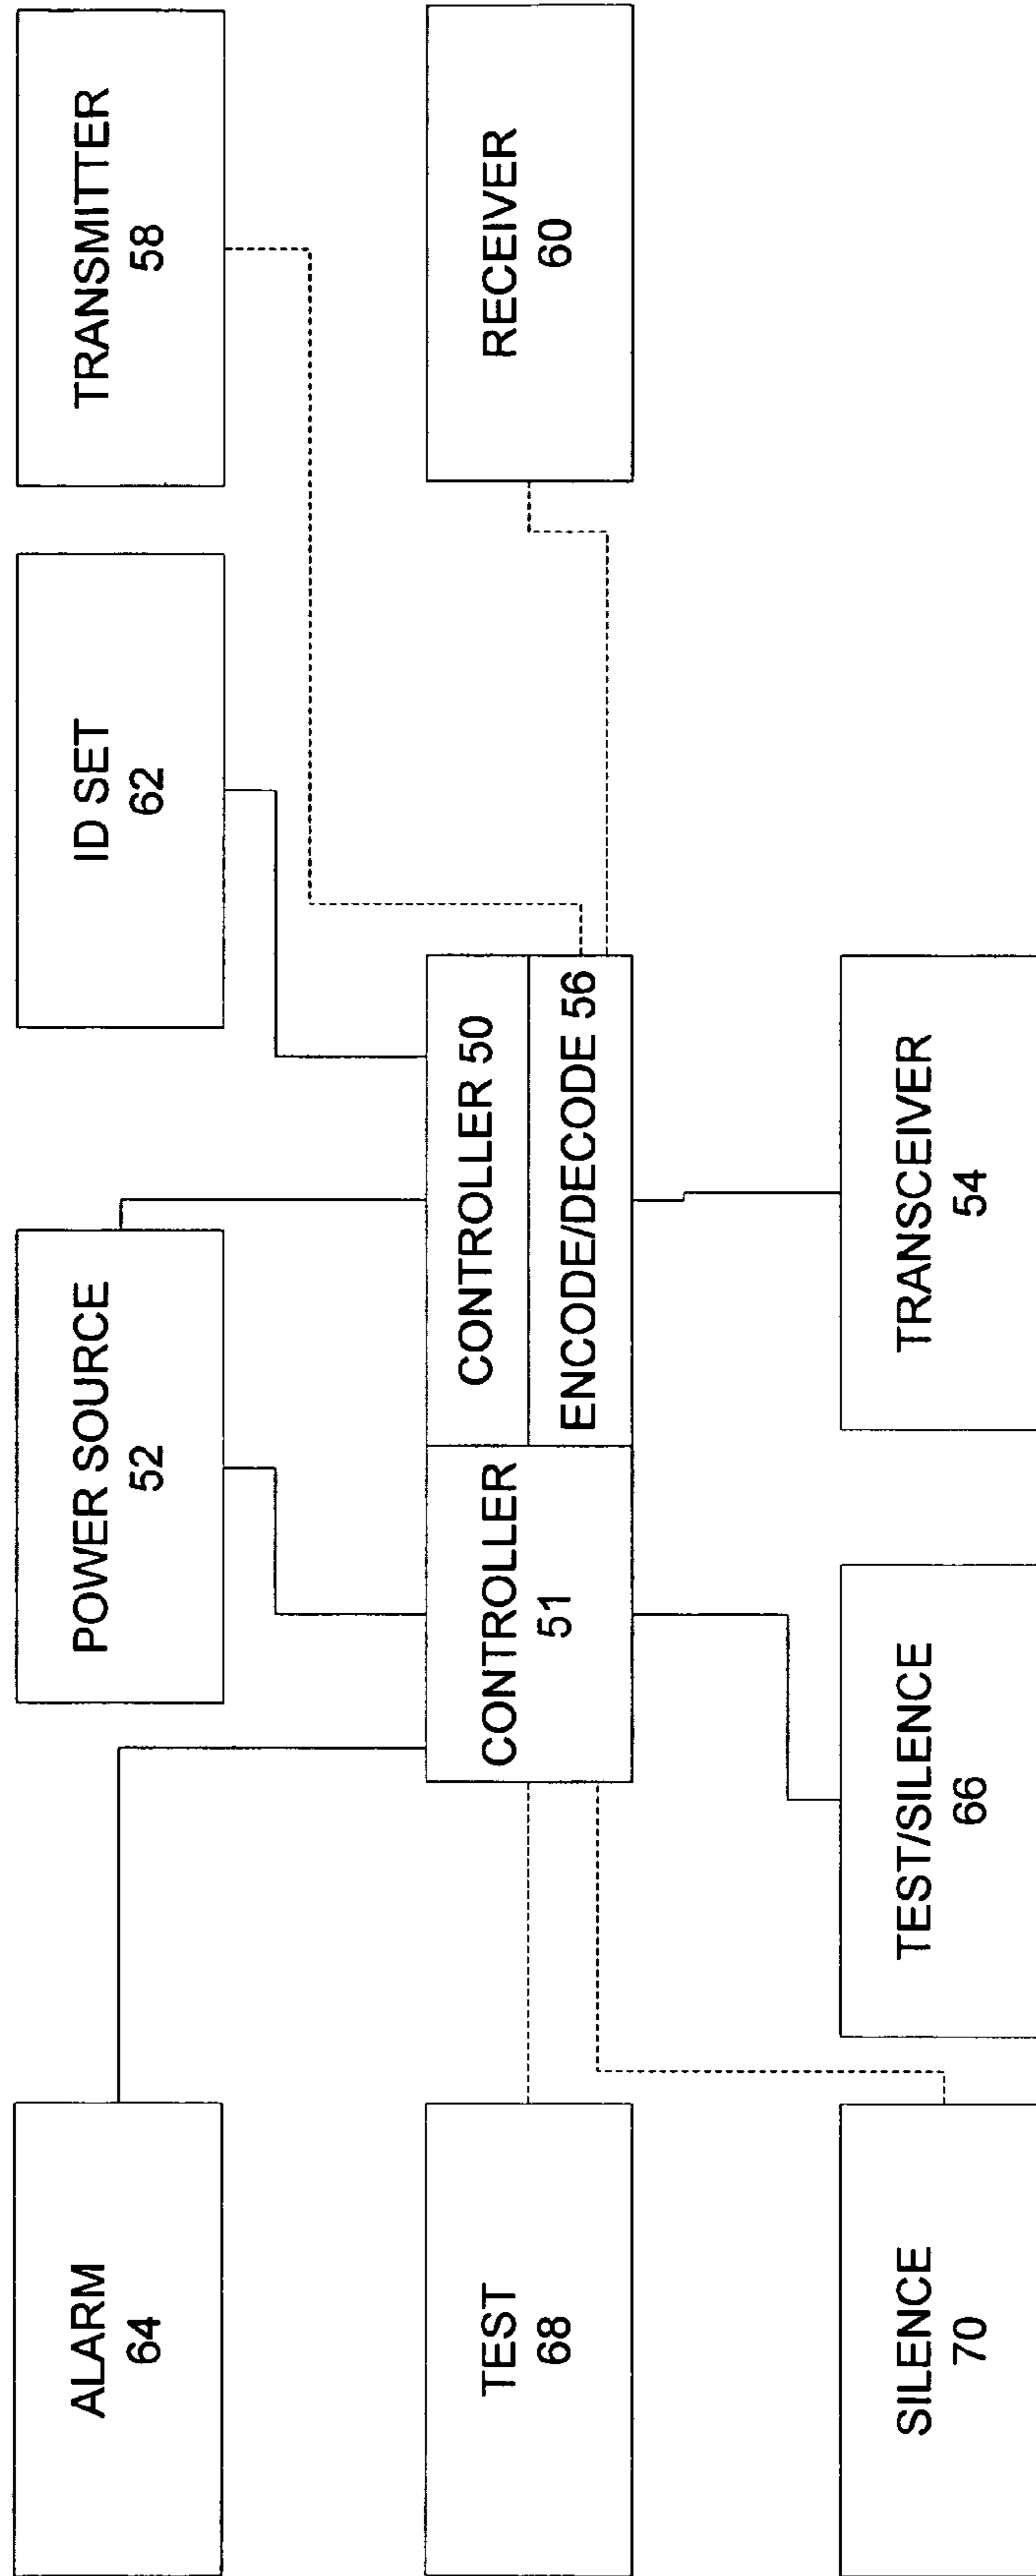 ALARM
64
POWER SOURCE
52
ID SET
62
TRANSMITTER
58
TEST
68
CONTROLLER
51
CONTROLLER 50
ENCODE/DECODE 56
RECEIVER
60
SILENCE
70
TEST/SILENCE
66
TRANSCEIVER
54